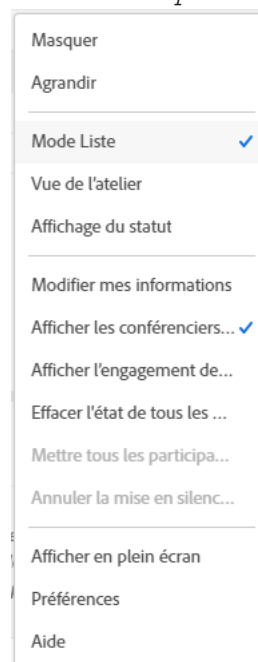 Masquer
Agrandir
Mode Liste
Vue de l'atelier
Affichage du statut
Modifier mes informations
Afficher les conférenciers...
Afficher l'engagement de...
Effacer l'état de tous les ...
Mettre tous les participa...
Annuler la mise en silenc...
Afficher en plein écran
Préférences
Aide